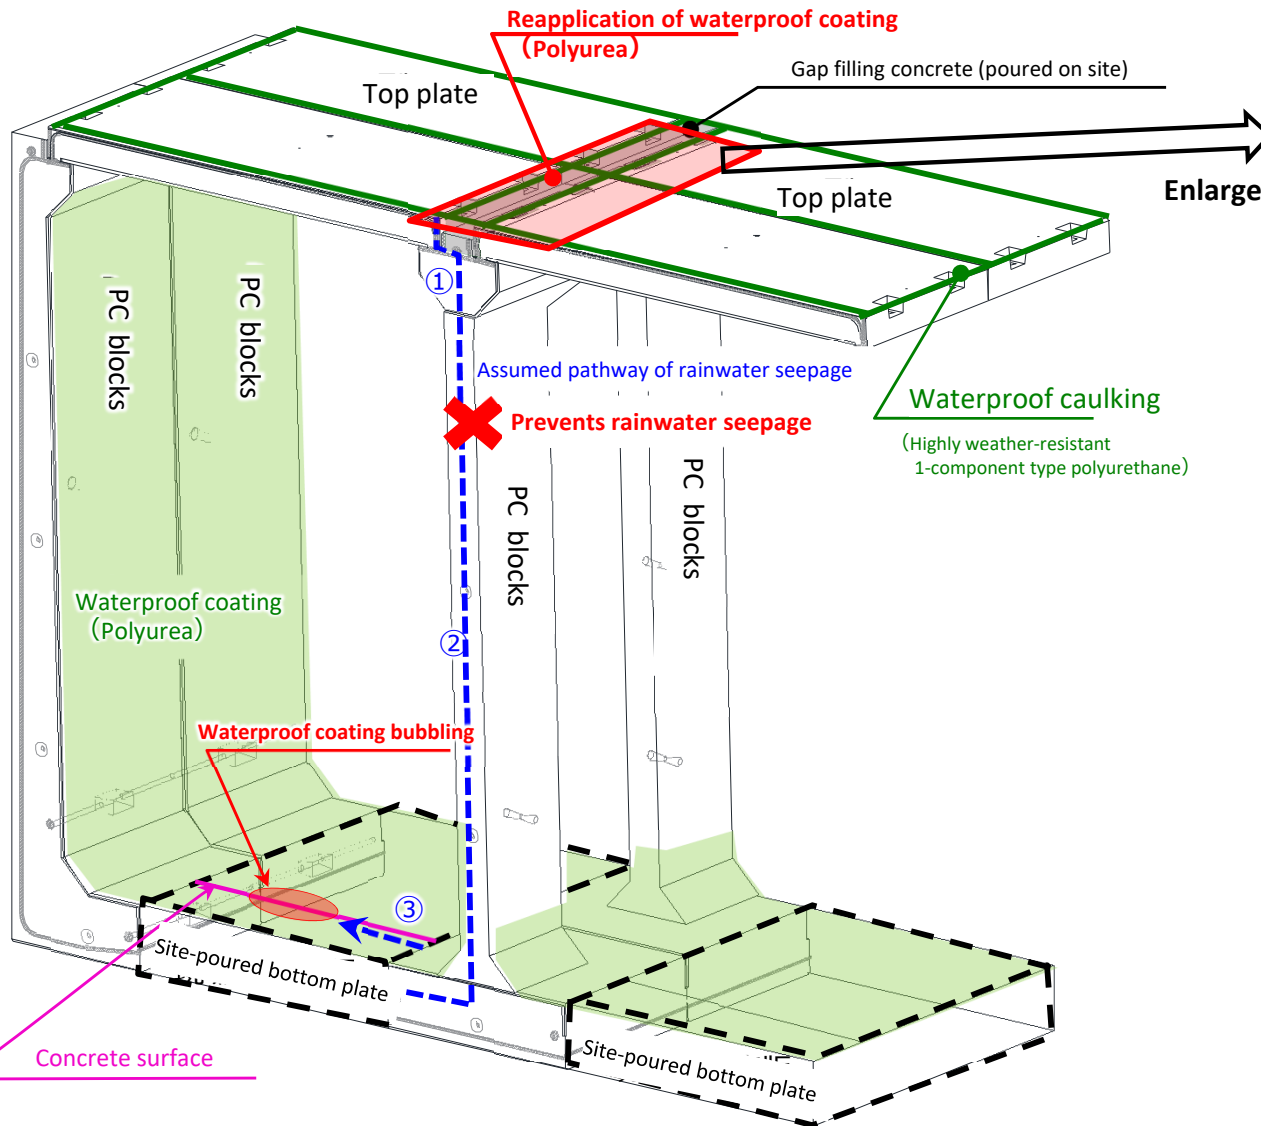 Reapplication of waterproof coating
(Polyurea)
Gap filling concrete (poured on site)
Top plate
Enlarge
Top plate
①
PC blocks
PC blocks
Assumed pathway of rainwater seepage
Waterproof caulking
(Highly weather-resistant
1-component type polyurethane)
Prevents rainwater seepage
PC blocks
PC blocks
Waterproof coating
(Polyurea)
②
Waterproof coating bubbling
③
Site-poured bottom plate
Site-poured bottom plate
Concrete surface